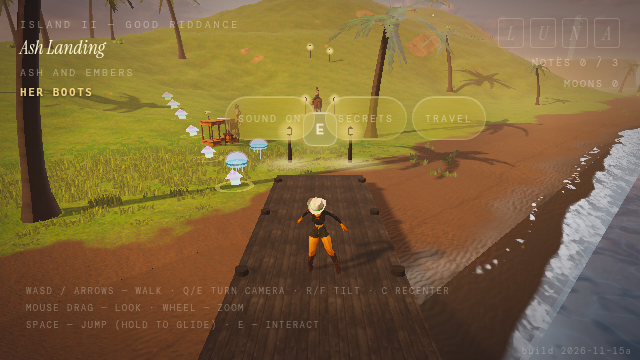 ISLAND II — GOOD RIDDANCE
Ash Landing
ASH AND EMBERS
HER BOOTS
LUNA
NOTES 0 / 3
MOONS 0
SOUND ON
SECRETS
TRAVEL
E
WASD / ARROWS — WALK · Q/E TURN CAMERA · R/F TILT · C RECENTER
MOUSE DRAG — LOOK · WHEEL — ZOOM
SPACE — JUMP (HOLD TO GLIDE) · E — INTERACT
build 2026-11-15a